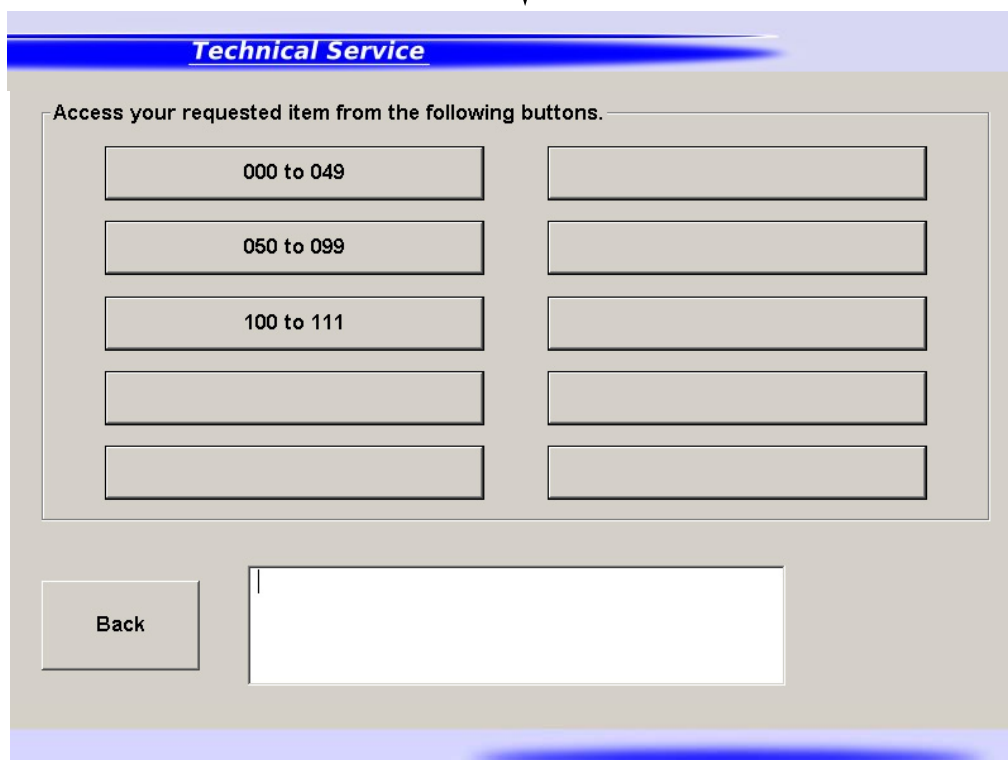 Technical Service
Access your requested item from the following buttons.
000 to 049
050 to 099
100 to 111
Back